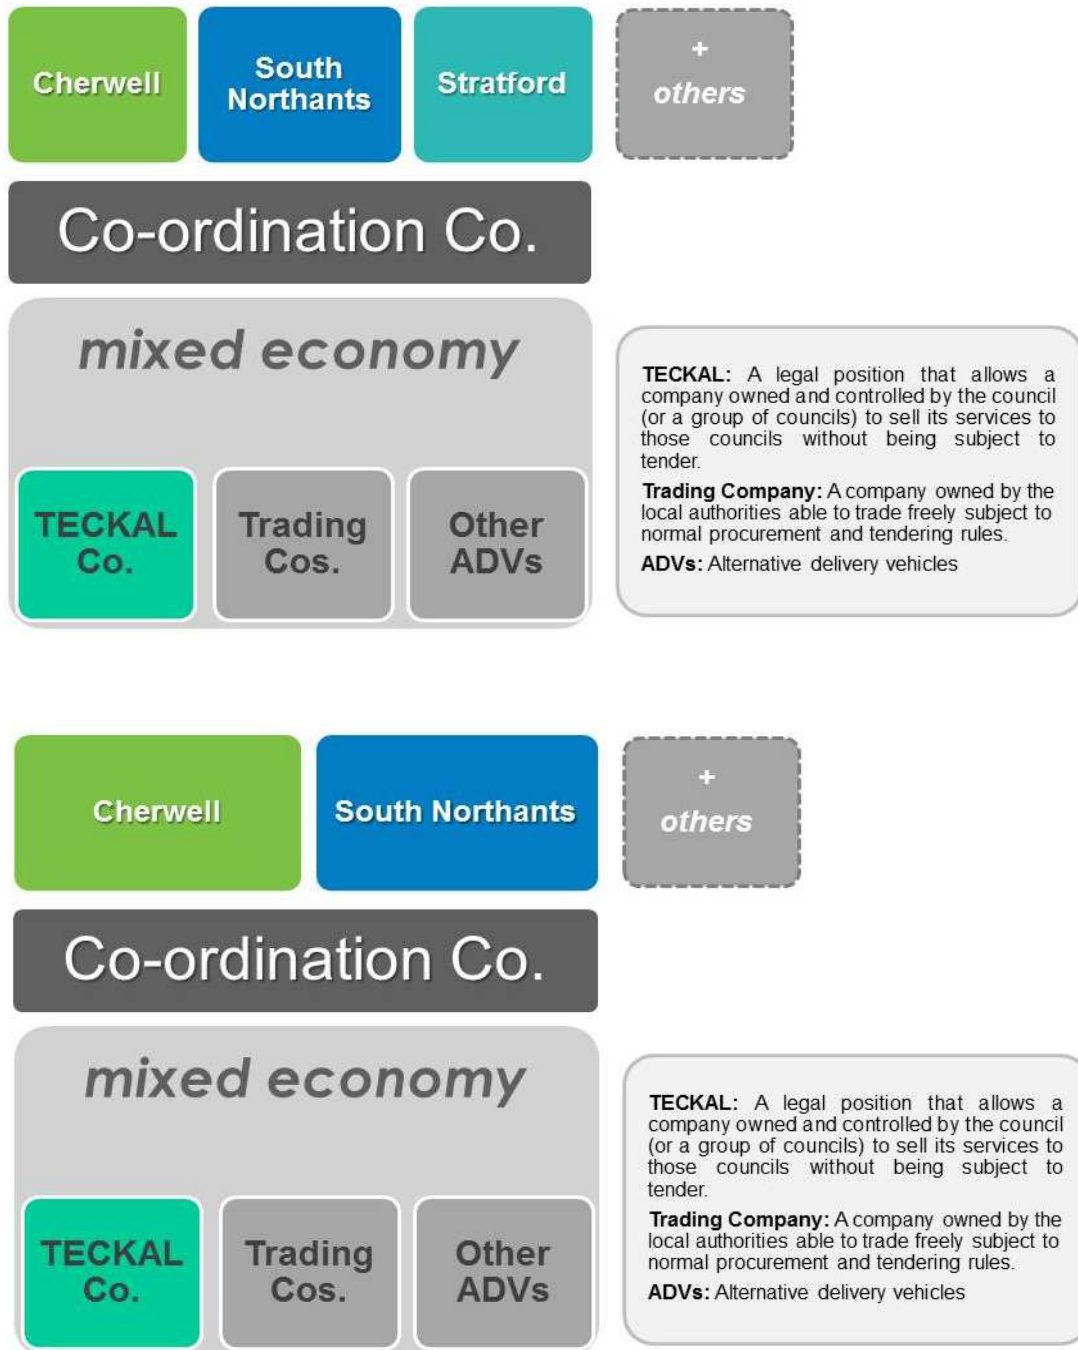 Cherwell
South
Northants
Stratford
+
others
Co-ordination Co.
mixed economy
TECKAL
Co.
Trading
Cos.
Other
ADVs
TECKAL: A legal position that allows a
company owned and controlled by the council
(or a group of councils) to sell its services to
those councils without being subject to
tender.
Trading Company: A company owned by the
local authorities able to trade freely subject to
normal procurement and tendering rules.
ADVs: Alternative delivery vehicles
Cherwell
South Northants
+
others
Co-ordination Co.
mixed economy
TECKAL
Co.
Trading
Cos.
Other
ADVs
TECKAL: A legal position that allows a
company owned and controlled by the council
(or a group of councils) to sell its services to
those councils without being subject to
tender.
Trading Company: A company owned by the
local authorities able to trade freely subject to
normal procurement and tendering rules.
ADVs: Alternative delivery vehicles